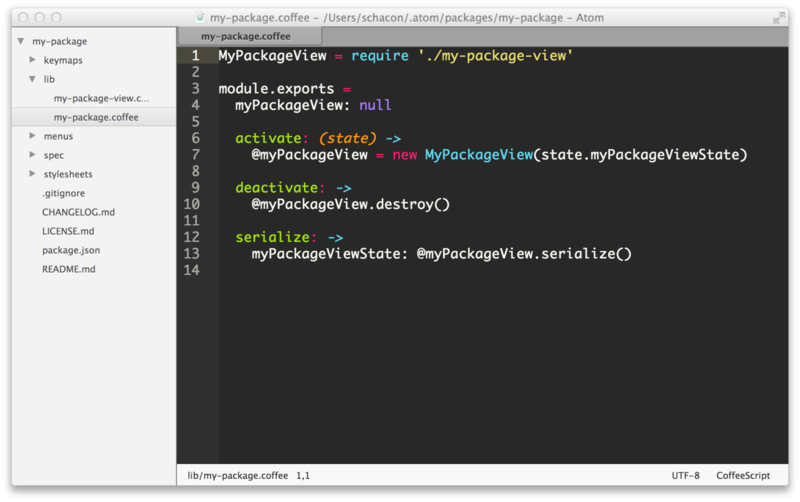 my-package.coffee – /Users/schacon/.atom/packages/my-package – Atom
my-package
keymaps
lib
my-package-view.c...
my-package.coffee
menus
spec
stylesheets
.gitignore
CHANGELOG.md
LICENSE.md
package.json
README.md
my-package.coffee
1 MyPackageView = require './my-package-view'
2
3 module.exports =
4   myPackageView: null
5
6   activate: (state) ->
7     @myPackageView = new MyPackageView(state.myPackageViewState)
8
9   deactivate: ->
10     @myPackageView.destroy()
11
12   serialize: ->
13     myPackageViewState: @myPackageView.serialize()
14
lib/my-package.coffee 1,1 UTF-8 CoffeeScript